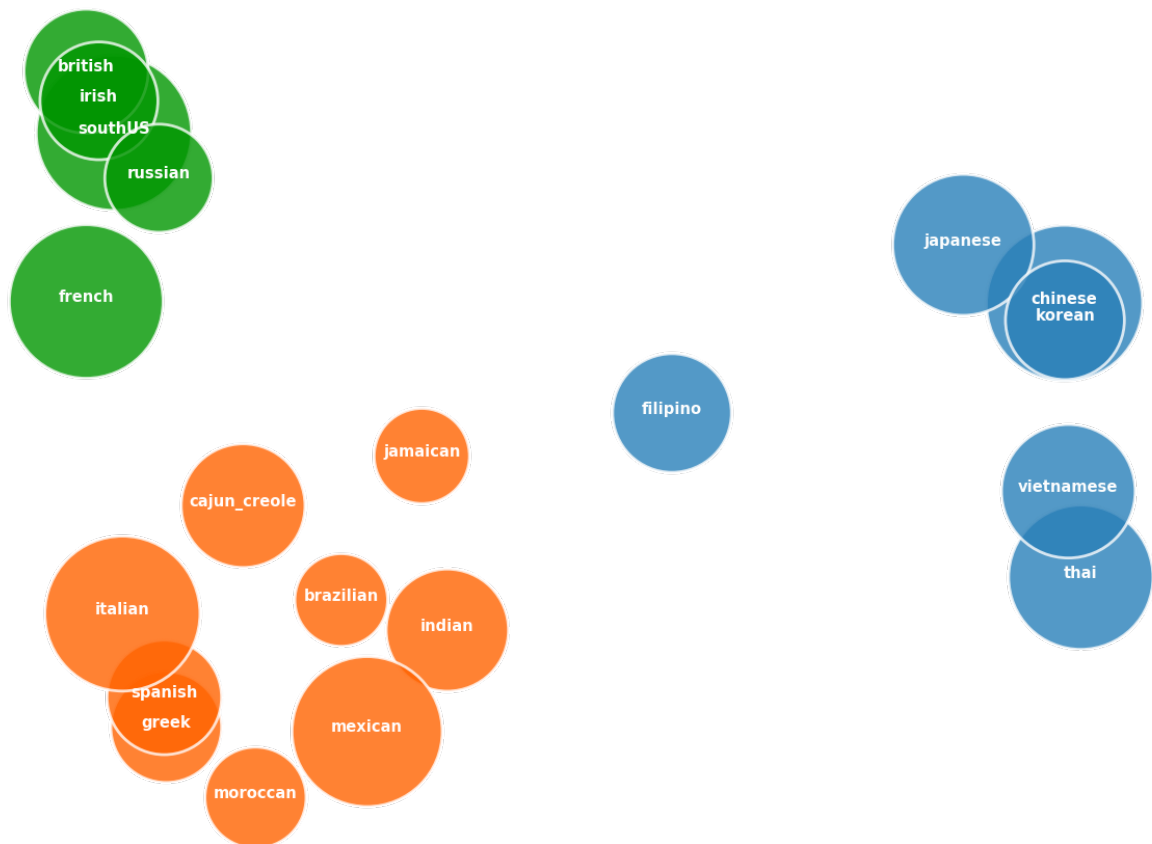 british
irish
southUS
russian
french
japanese
chinese
korean
filipino
jamaican
vietnamese
cajun_creole
thai
brazilian
italian
indian
spanish
greek
mexican
moroccan